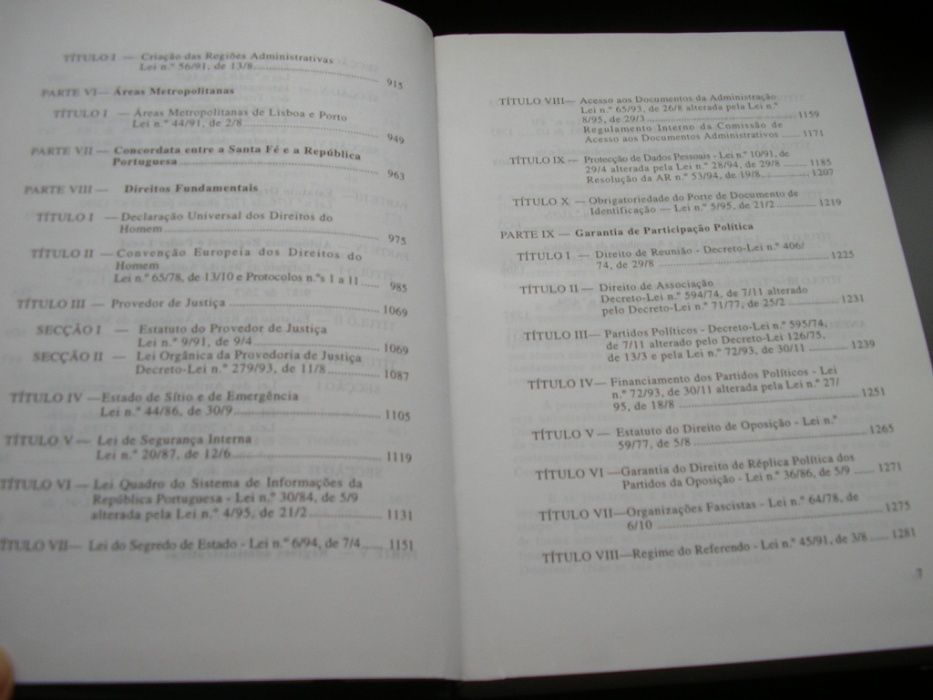 TÍTULO I — Criação das Regiões Administrativas
Lei n.º 56/91, de 13/8 915
PARTE VI — Áreas Metropolitanas
TÍTULO I — Áreas Metropolitanas de Lisboa e Porto
Lei n.º 44/91, de 2/8 949
PARTE VII — Concordata entre a Santa Fé e a República
Portuguesa 963
PARTE VIII — Direitos Fundamentais
TÍTULO I — Declaração Universal dos Direitos do
Homem 975
TÍTULO II — Convenção Europeia dos Direitos do
Homem
Lei n.º 65/78, de 13/10 e Protocolos n.ºs 1 a 11 985
TÍTULO III — Provedor de Justiça 1069
SECÇÃO I — Estatuto do Provedor de Justiça
Lei n.º 9/91, de 9/4 1069
SECÇÃO II — Lei Orgânica da Provedoria de Justiça
Decreto-Lei n.º 279/93, de 11/8 1087
TÍTULO IV — Estado de Sítio e de Emergência
Lei n.º 44/86, de 30/9 1105
TÍTULO V — Lei de Segurança Interna
Lei n.º 20/87, de 12/6 1119
TÍTULO VI — Lei Quadro do Sistema de Informações da
República Portuguesa - Lei n.º 30/84, de 5/9
alterada pela Lei n.º 4/95, de 21/2 1131
TÍTULO VII — Lei do Segredo de Estado - Lei n.º 6/94, de 7/4 1151
TÍTULO VIII — Acesso aos Documentos da Administração
Lei n.º 65/93, de 26/8 alterada pela Lei n.º
8/95, de 29/3 1159
Regulamento Interno da Comissão de
Acesso aos Documentos Administrativos 1171
TÍTULO IX — Protecção de Dados Pessoais - Lei n.º 10/91, de
29/4 alterada pela Lei n.º 28/94, de 29/8 1185
Resolução da AR n.º 53/94, de 19/8 1207
TÍTULO X — Obrigatoriedade do Porte de Documento de
Identificação — Lei n.º 5/95, de 21/2 1219
PARTE IX — Garantia de Participação Política
TÍTULO I — Direito de Reunião - Decreto-Lei n.º 406/
74, de 29/8 1225
TÍTULO II — Direito de Associação
Decreto-Lei n.º 594/74, de 7/11 alterado
pelo Decreto-Lei n.º 71/77, de 25/2 1231
TÍTULO III — Partidos Políticos - Decreto-Lei n.º 595/74,
de 7/11 alterado pelo Decreto-Lei 126/75,
de 13/3 e pela Lei n.º 72/93, de 30/11 1239
TÍTULO IV — Financiamento dos Partidos Políticos - Lei
n.º 72/93, de 30/11 alterada pela Lei n.º 27/
95, de 18/8 1251
TÍTULO V — Estatuto do Direito de Oposição - Lei n.º
59/77, de 5/8 1265
TÍTULO VI — Garantia do Direito de Réplica Política dos
Partidos da Oposição - Lei n.º 36/86, de 5/9 1271
TÍTULO VII — Organizações Fascistas - Lei n.º 64/78, de
6/10 1275
TÍTULO VIII — Regime do Referendo - Lei n.º 45/91, de 3/8 1281
7